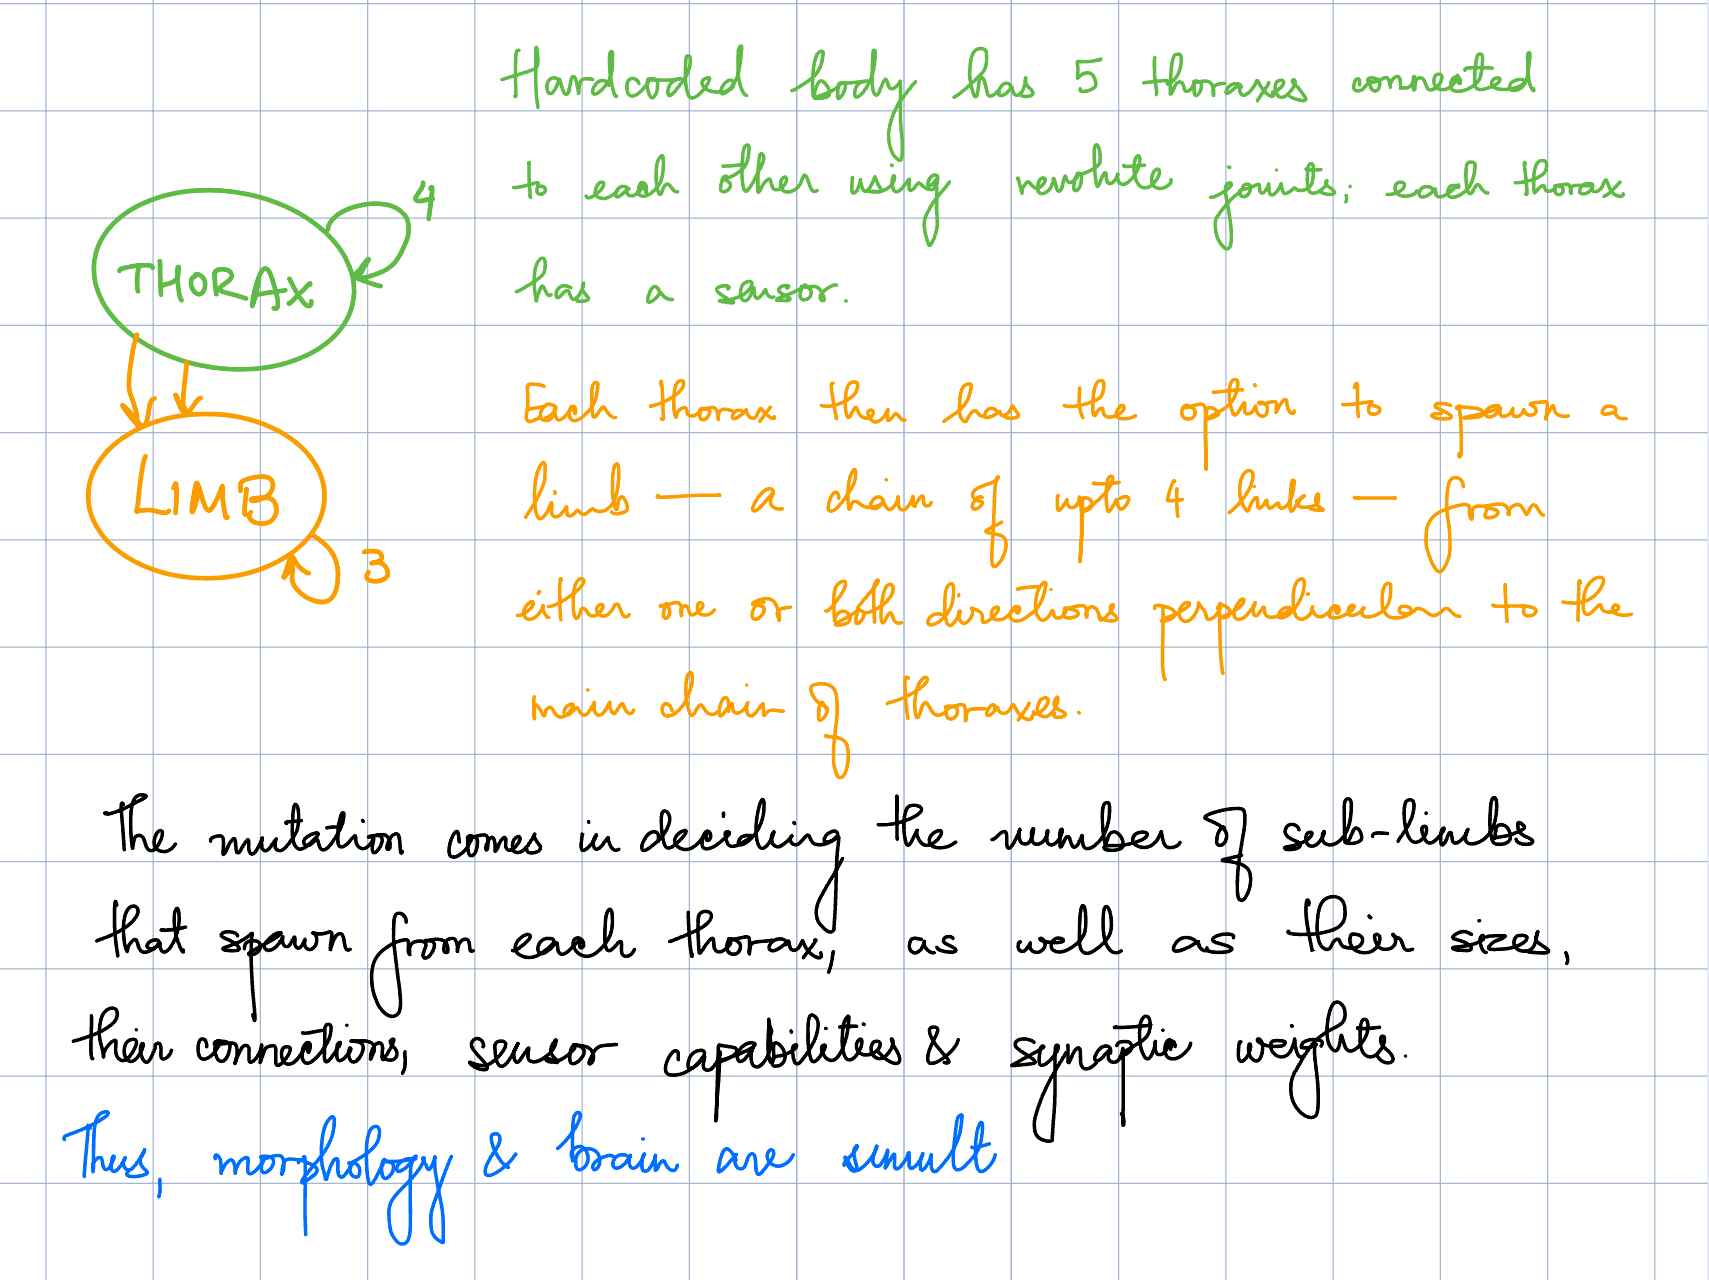 Hardcoded body has 5 thoraxes connected
to each other using revolute joints; each thorax
has a sensor.
4
THORAX
Each thorax then has the option to spawn a
limb — a chain of upto 4 links — from
either one or both directions perpendicular to the
main chain of thoraxes.
LIMB
3
The mutation comes in deciding the number of sub-limbs
that spawn from each thorax, as well as their sizes,
their connections, sensor capabilities & synaptic weights.
Thus, morphology & brain are simult